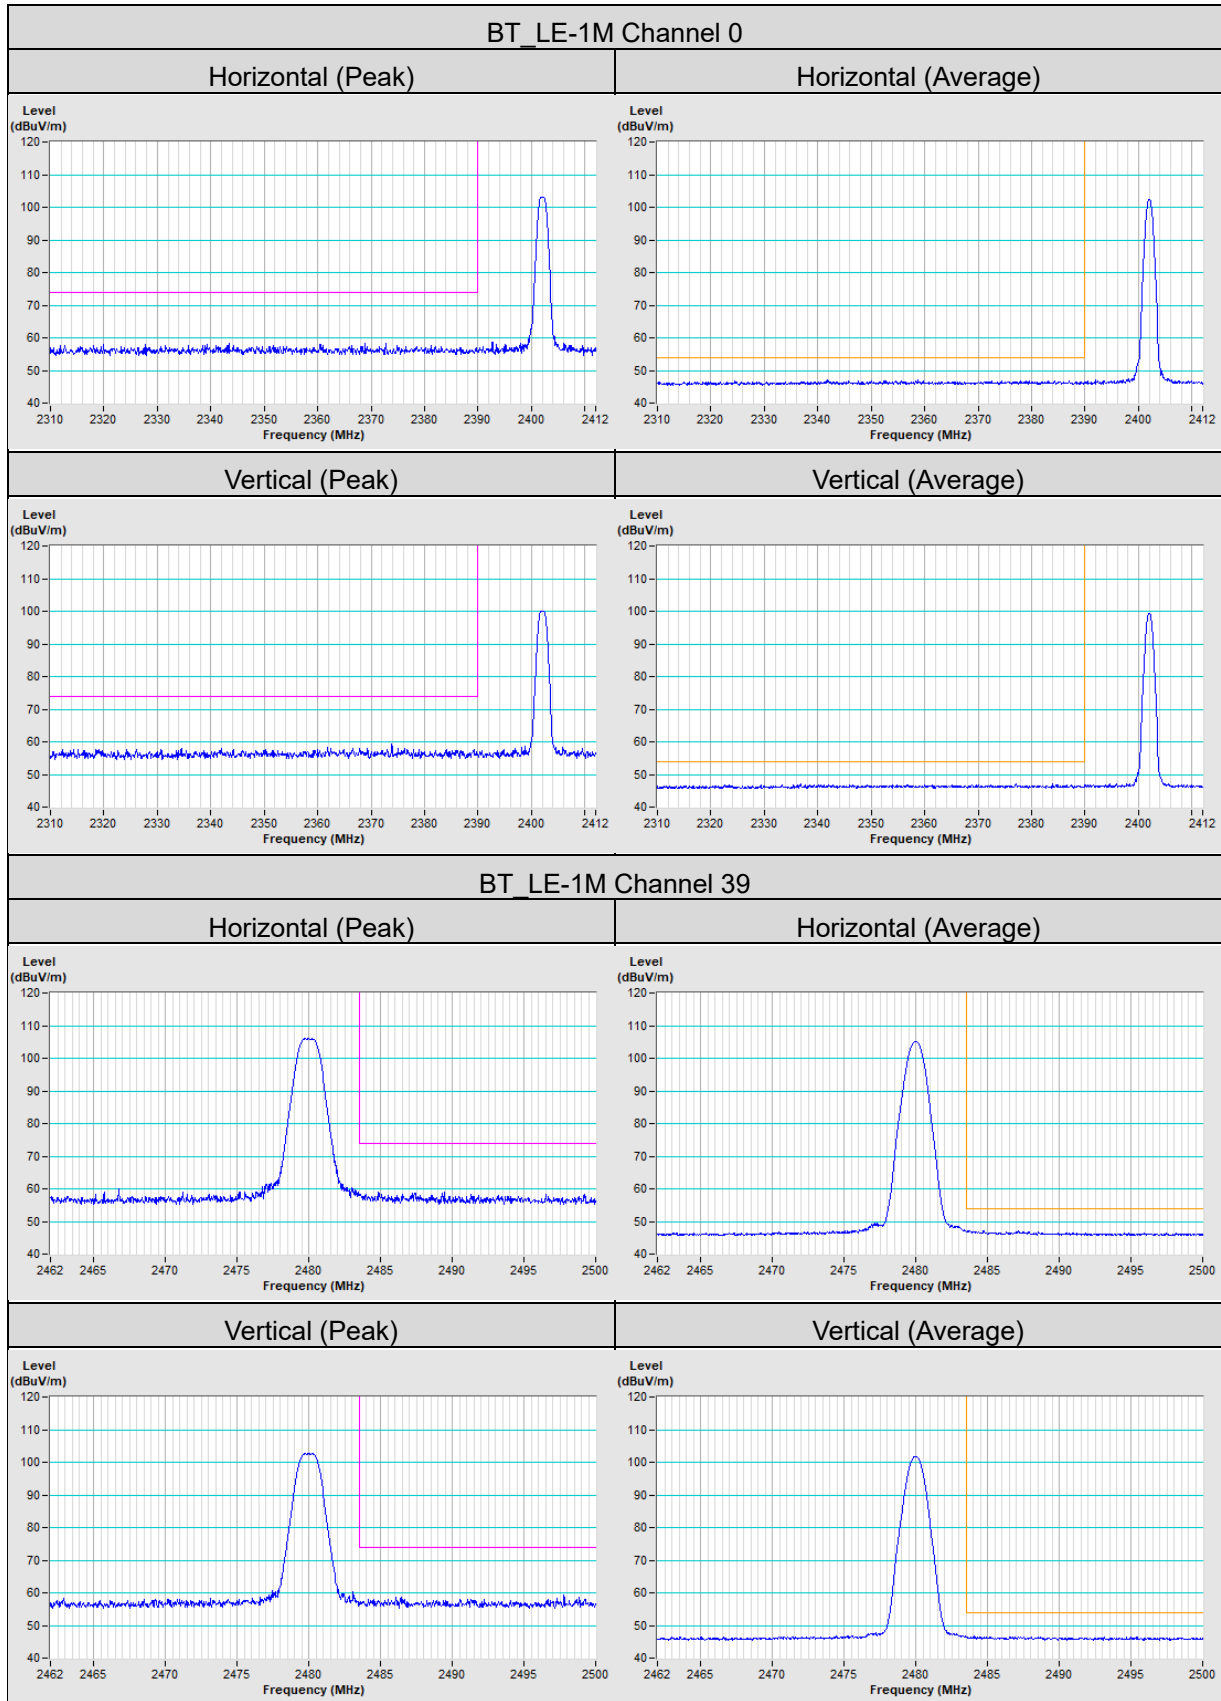 BT_LE-1M Channel 0
Horizontal (Peak)
Horizontal (Average)
Level
(dBuV/m)
120
110
100
90
80
70
60
50
40
2310 2320 2330 2340 2350 2360 2370 2380 2390 2400 2412
Frequency (MHz)
Level
(dBuV/m)
120
110
100
90
80
70
60
50
40
2310 2320 2330 2340 2350 2360 2370 2380 2390 2400 2412
Frequency (MHz)
Vertical (Peak)
Vertical (Average)
Level
(dBuV/m)
120
110
100
90
80
70
60
50
40
2310 2320 2330 2340 2350 2360 2370 2380 2390 2400 2412
Frequency (MHz)
Level
(dBuV/m)
120
110
100
90
80
70
60
50
40
2310 2320 2330 2340 2350 2360 2370 2380 2390 2400 2412
Frequency (MHz)
BT_LE-1M Channel 39
Horizontal (Peak)
Horizontal (Average)
Level
(dBuV/m)
120
110
100
90
80
70
60
50
40
2462 2465 2470 2475 2480 2485 2490 2495 2500
Frequency (MHz)
Level
(dBuV/m)
120
110
100
90
80
70
60
50
40
2462 2465 2470 2475 2480 2485 2490 2495 2500
Frequency (MHz)
Vertical (Peak)
Vertical (Average)
Level
(dBuV/m)
120
110
100
90
80
70
60
50
40
2462 2465 2470 2475 2480 2485 2490 2495 2500
Frequency (MHz)
Level
(dBuV/m)
120
110
100
90
80
70
60
50
40
2462 2465 2470 2475 2480 2485 2490 2495 2500
Frequency (MHz)